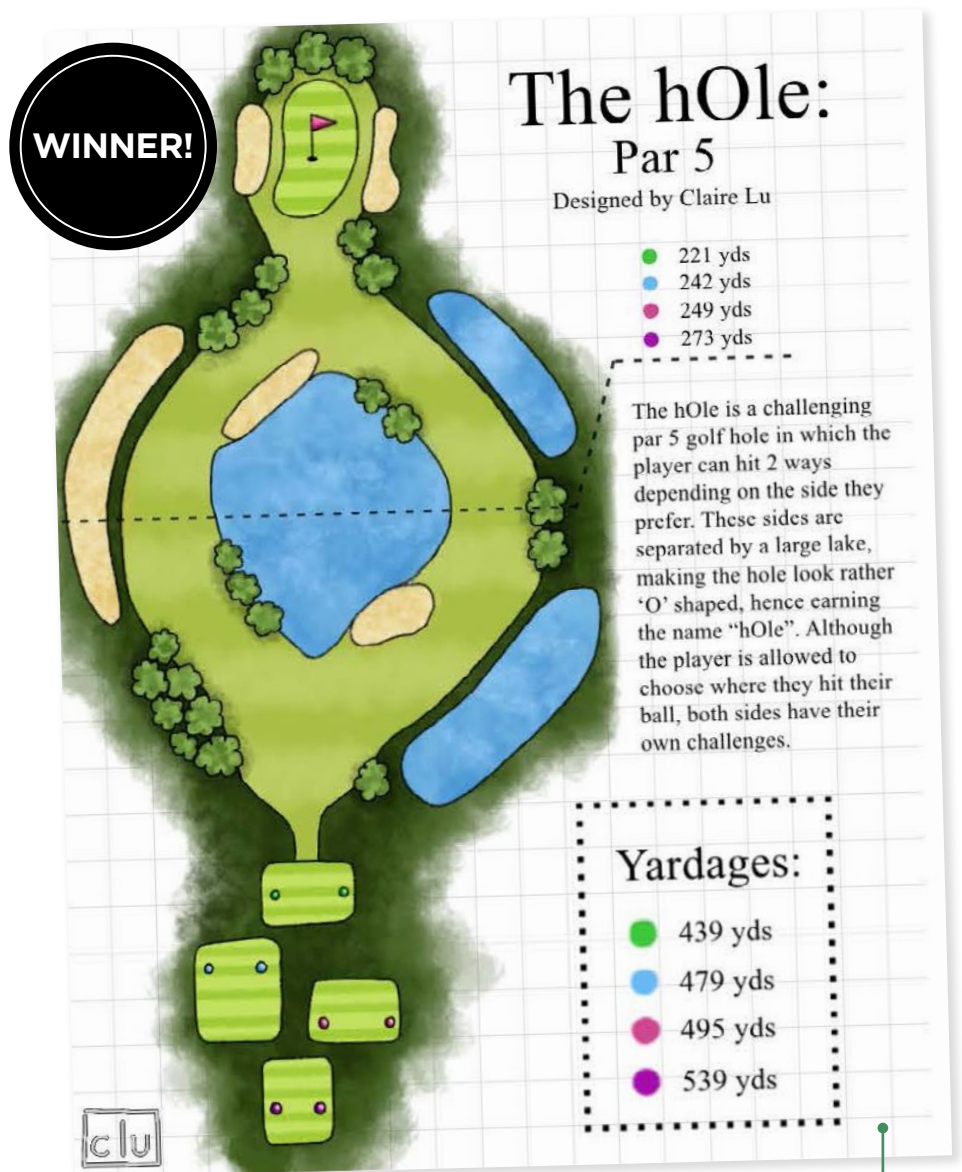 WINNER!
The hOle:
Par 5
Designed by Claire Lu
221 yds
242 yds
249 yds
273 yds
The hOle is a challenging
par 5 golf hole in which the
player can hit 2 ways
depending on the side they
prefer. These sides are
separated by a large lake,
making the hole look rather
‘O’ shaped, hence earning
the name “hOle”. Although
the player is allowed to
choose where they hit their
ball, both sides have their
own challenges.
Yardages:
439 yds
479 yds
495 yds
539 yds
clu